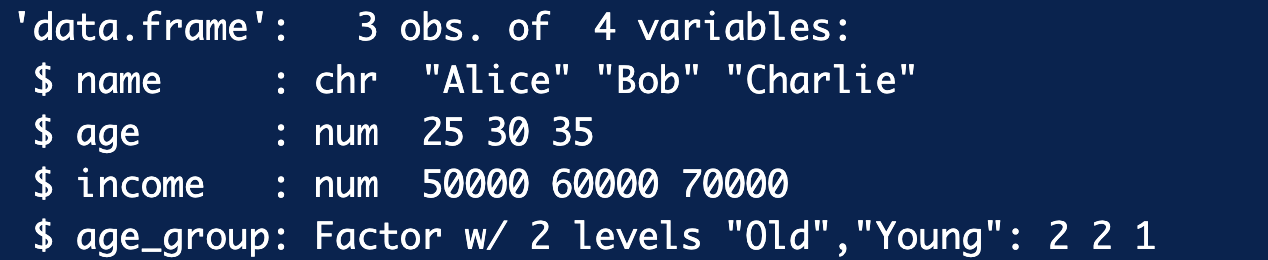 'data.frame':   3 obs. of  4 variables:
 $ name     : chr  "Alice" "Bob" "Charlie"
 $ age      : num  25 30 35
 $ income   : num  50000 60000 70000
 $ age_group: Factor w/ 2 levels "Old","Young": 2 2 1